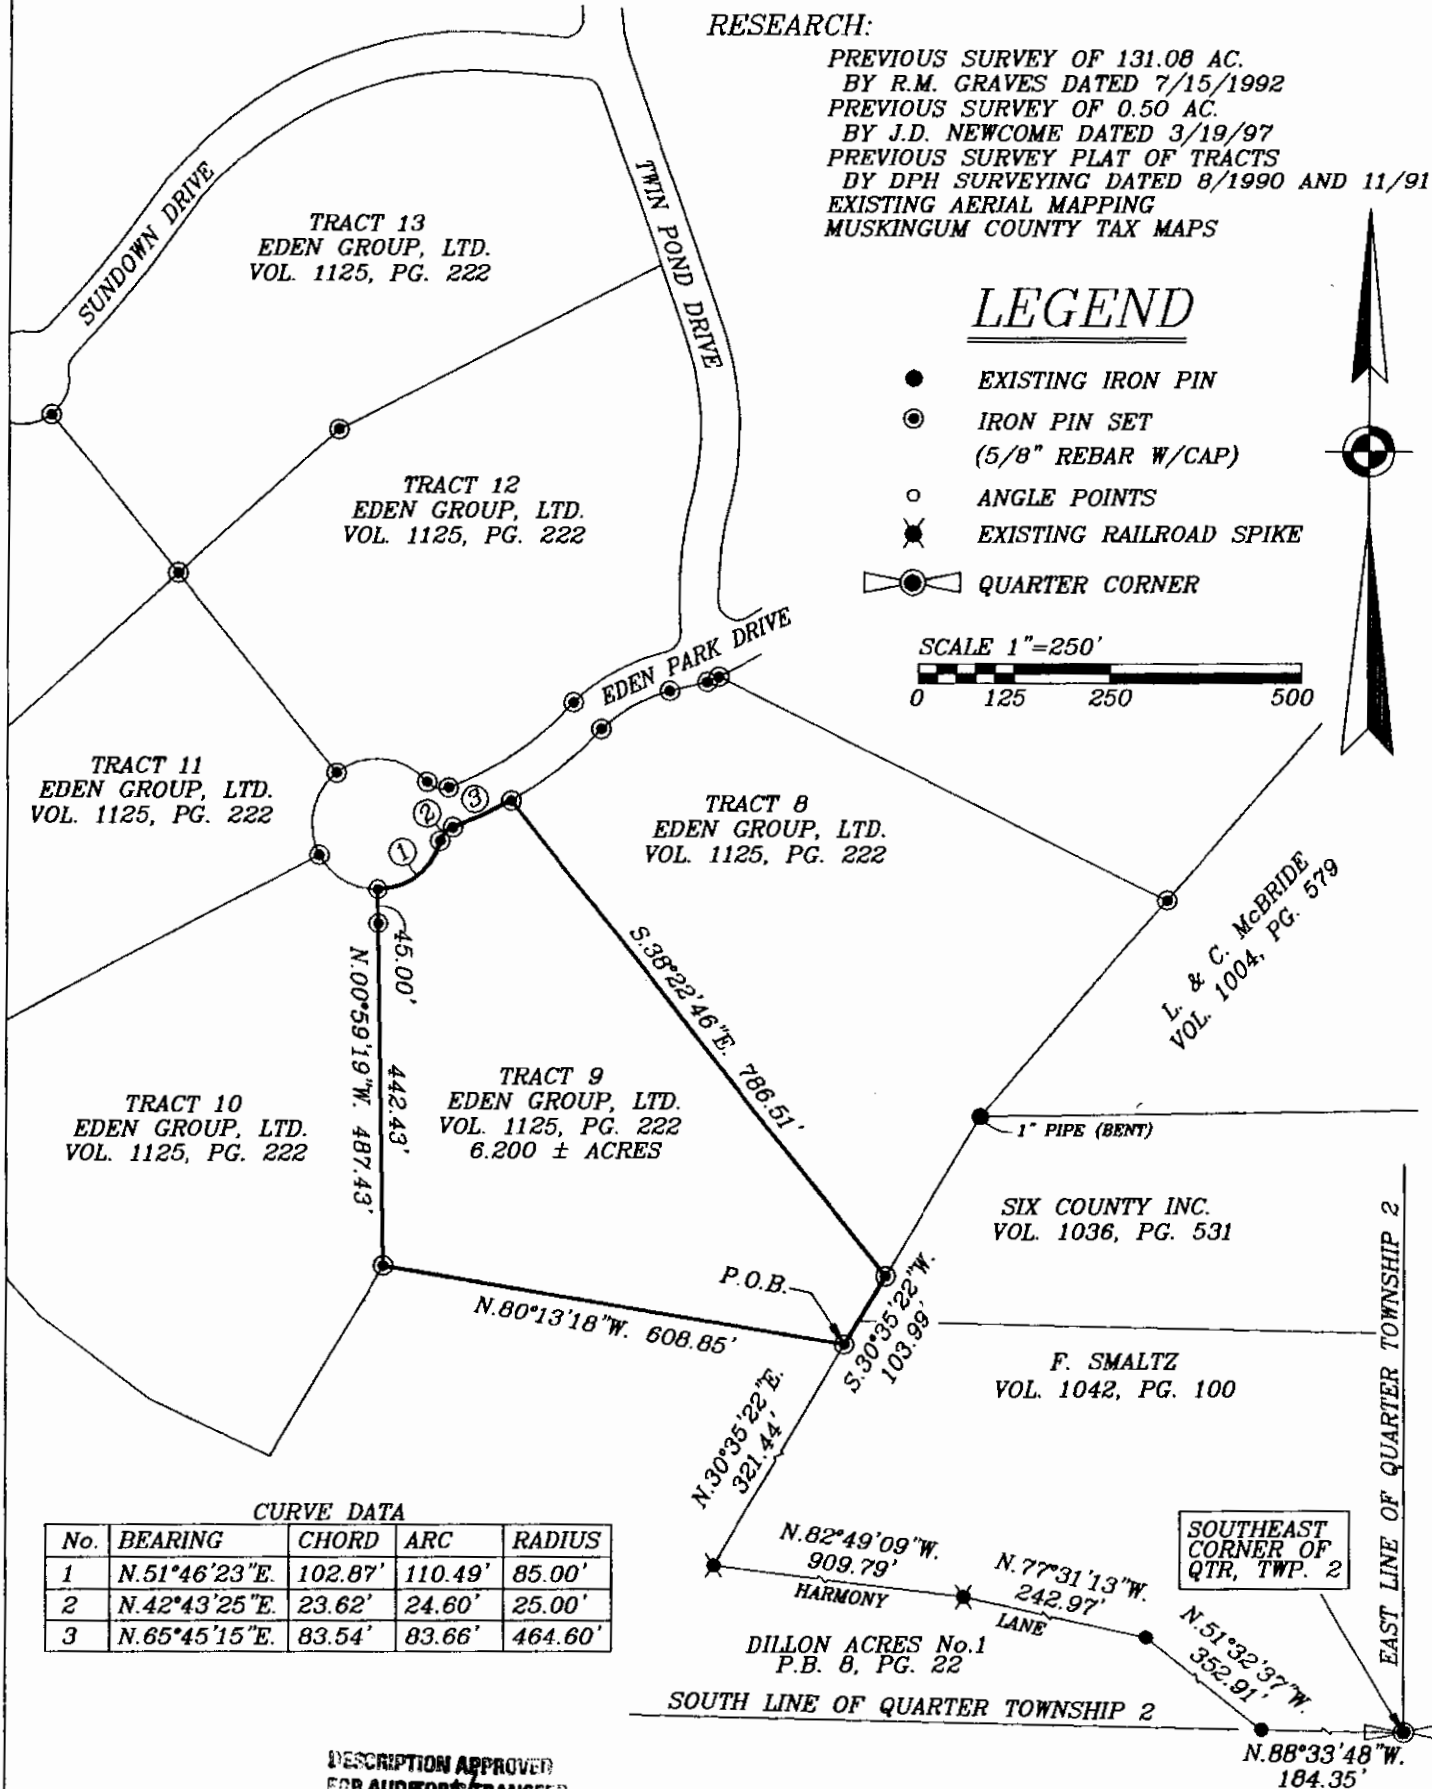 RESEARCH:
PREVIOUS SURVEY OF 131.08 AC.
BY R.M. GRAVES DATED 7/15/1992
PREVIOUS SURVEY OF 0.50 AC.
BY J.D. NEWCOME DATED 3/19/97
PREVIOUS SURVEY PLAT OF TRACTS
BY DPH SURVEYING DATED 8/1990 AND 11/91
EXISTING AERIAL MAPPING
MUSKINGUM COUNTY TAX MAPS
SUNDOWN DRIVE
TRACT 13
EDEN GROUP, LTD.
VOL. 1125, PG. 222
TWIN POND DRIVE
LEGEND
EXISTING IRON PIN
IRON PIN SET
(5/8" REBAR W/CAP)
ANGLE POINTS
EXISTING RAILROAD SPIKE
QUARTER CORNER
TRACT 12
EDEN GROUP, LTD.
VOL. 1125, PG. 222
EDEN PARK DRIVE
SCALE 1"=250'
0 125 250 500
TRACT 11
EDEN GROUP, LTD.
VOL. 1125, PG. 222
1
2
3
TRACT 8
EDEN GROUP, LTD.
VOL. 1125, PG. 222
L. & C. McBRIDE
VOL. 1004, PG. 579
45.00'
N.00°59'19"W. 487.43'
442.43'
S.38°22'46"E. 786.51'
TRACT 10
EDEN GROUP, LTD.
VOL. 1125, PG. 222
TRACT 9
EDEN GROUP, LTD.
VOL. 1125, PG. 222
6.200 ± ACRES
1" PIPE (BENT)
SIX COUNTY INC.
VOL. 1036, PG. 531
EAST LINE OF QUARTER TOWNSHIP 2
P.O.B.
N.80°13'18"W. 608.85'
S.30°35'22"W.
103.99'
F. SMALTZ
VOL. 1042, PG. 100
N.30°35'22"E.
321.44'
CURVE DATA
No. BEARING CHORD ARC RADIUS
1 N.51°46'23"E. 102.87' 110.49' 85.00'
2 N.42°43'25"E. 23.62' 24.60' 25.00'
3 N.65°45'15"E. 83.54' 83.66' 464.60'
N.82°49'09"W.
909.79'
HARMONY
N.77°31'13"W.
242.97'
LANE
SOUTHEAST
CORNER OF
QTR, TWP. 2
N.51°32'37"W.
352.91'
DILLON ACRES No.1
P.B. 8, PG. 22
SOUTH LINE OF QUARTER TOWNSHIP 2
N.88°33'48"W.
184.35'
DESCRIPTION APPROVED
FOR AUDITOR'S TRANSFER